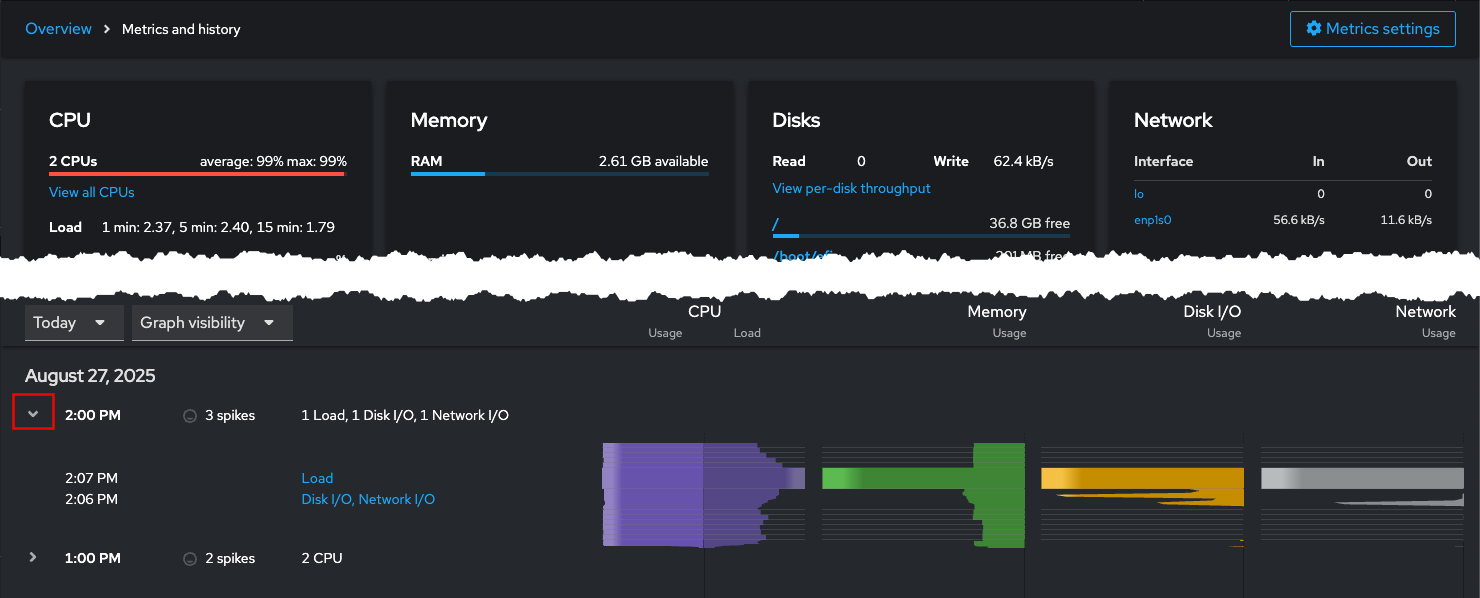 Overview > Metrics and history
Metrics settings
CPU
2 CPUs average: 99% max: 99%
View all CPUs
Load 1 min: 2.37, 5 min: 2.40, 15 min: 1.79
Memory
RAM 2.61 GB available
Disks
Read 0 Write 62.4 kB/s
View per-disk throughput
/ 36.8 GB free
Network
Interface In Out
lo 0 0
enp1s0 56.6 kB/s 11.6 kB/s
Today Graph visibility
CPU Memory Disk I/O Network
Usage Load Usage Usage Usage
August 27, 2025
2:00 PM 3 spikes 1 Load, 1 Disk I/O, 1 Network I/O
2:07 PM Load
2:06 PM Disk I/O, Network I/O
1:00 PM 2 spikes 2 CPU